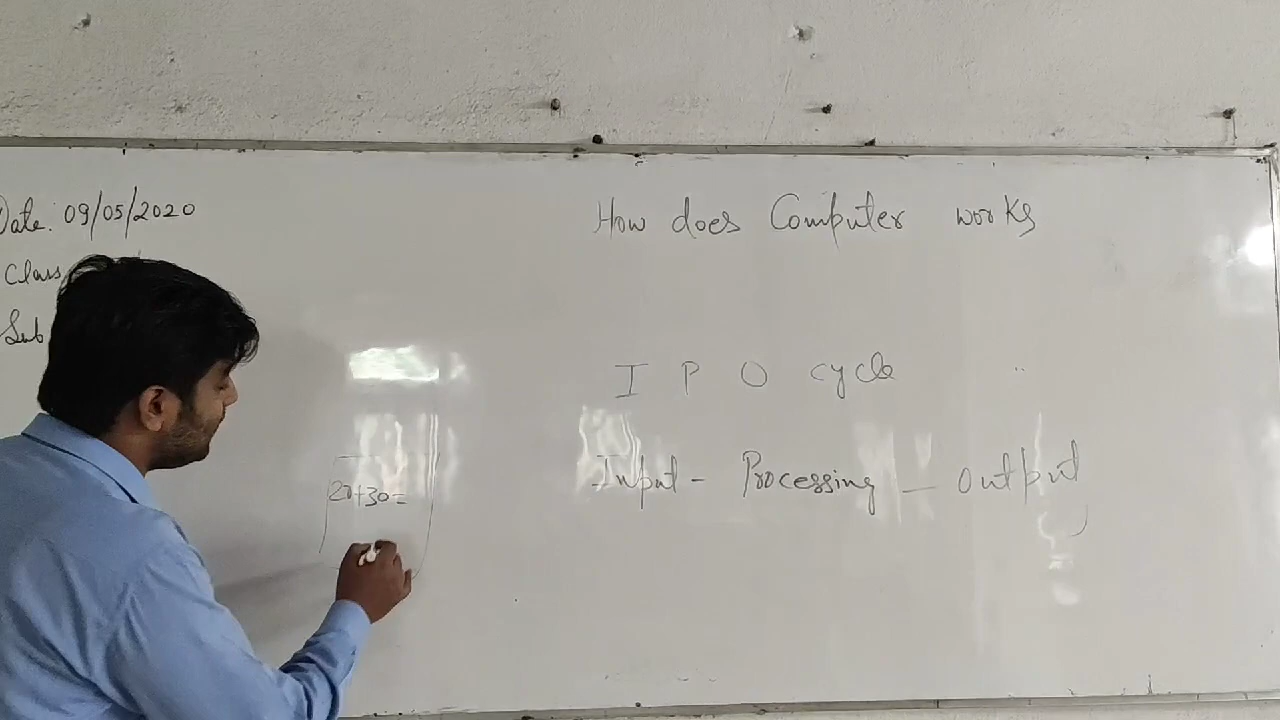 Date: 09/05/2020
Class
Sub
How does Computer works
I P O cycle
Input - Processing - Output
20+30=